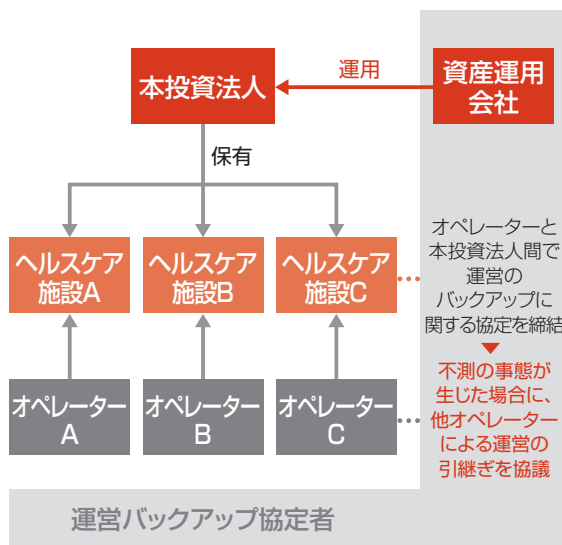 本投資法人
運用
資産運用
会社
保有
ヘルスケア
施設A
ヘルスケア
施設B
ヘルスケア
施設C
オペレーターと
本投資法人間で
運営の
バックアップに
関する協定を締結
不測の事態が
生じた場合に、
他オペレーター
による運営の
引継ぎを協議
オペレーター
A
オペレーター
B
オペレーター
C
運営バックアップ協定者